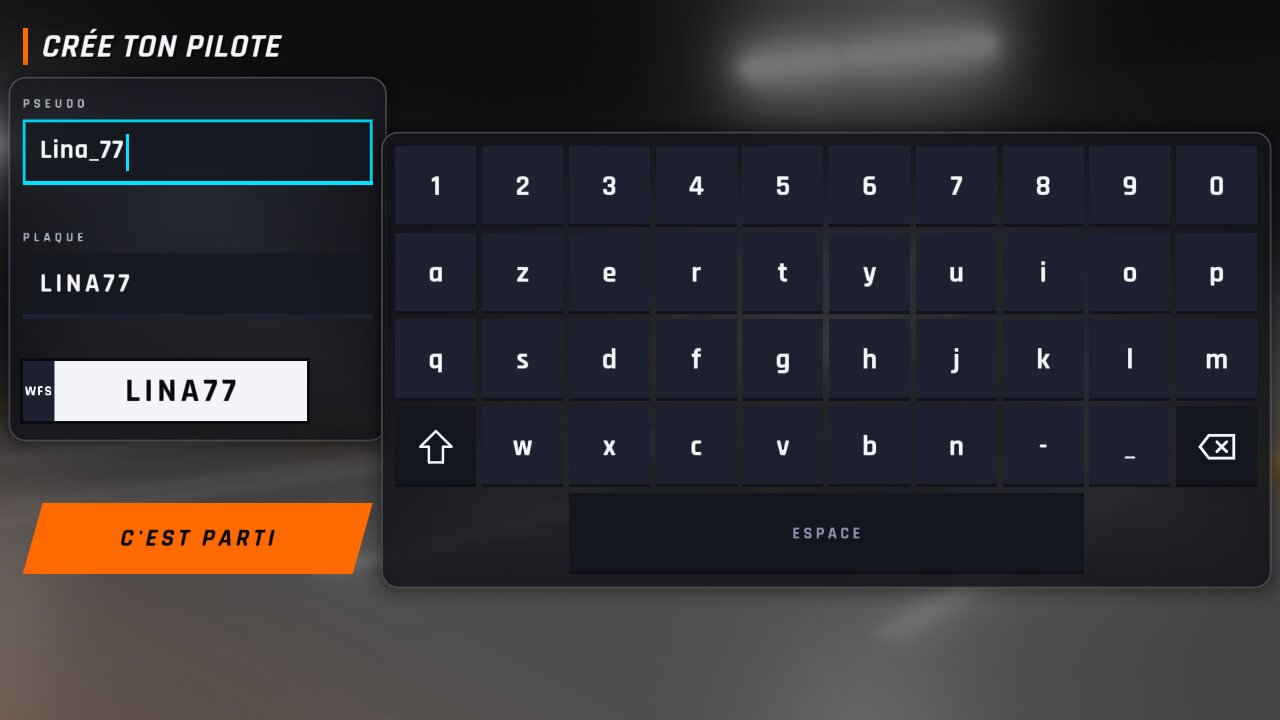 CRÉE TON PILOTE
PSEUDO
Lina_77
PLAQUE
LINA77
WFS LINA77
C'EST PARTI
1 2 3 4 5 6 7 8 9 0
a z e r t y u i o p
q s d f g h j k l m
w x c v b n - _
ESPACE